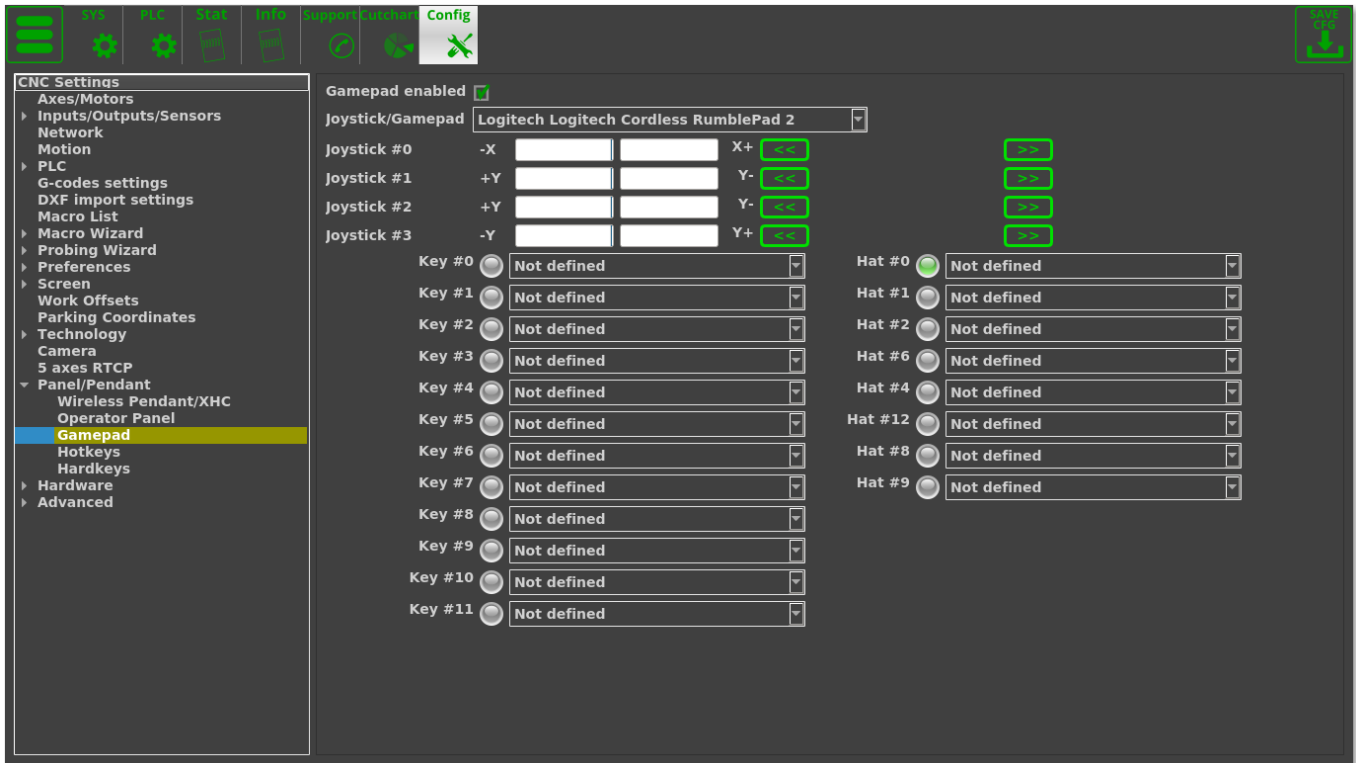 SYS PLC Stat Info Support Cutchart Config SAVE CFG
CNC Settings
Axes/Motors
Inputs/Outputs/Sensors
Network
Motion
PLC
G-codes settings
DXF import settings
Macro List
Macro Wizard
Probing Wizard
Preferences
Screen
Work Offsets
Parking Coordinates
Technology
Camera
5 axes RTCP
Panel/Pendant
Wireless Pendant/XHC
Operator Panel
Gamepad
Hotkeys
Hardkeys
Hardware
Advanced
Gamepad enabled
Joystick/Gamepad Logitech Logitech Cordless RumblePad 2
Joystick #0 -X X+ << >>
Joystick #1 +Y Y- << >>
Joystick #2 +Y Y- << >>
Joystick #3 -Y Y+ << >>
Key #0 Not defined Hat #0 Not defined
Key #1 Not defined Hat #1 Not defined
Key #2 Not defined Hat #2 Not defined
Key #3 Not defined Hat #6 Not defined
Key #4 Not defined Hat #4 Not defined
Key #5 Not defined Hat #12 Not defined
Key #6 Not defined Hat #8 Not defined
Key #7 Not defined Hat #9 Not defined
Key #8 Not defined
Key #9 Not defined
Key #10 Not defined
Key #11 Not defined